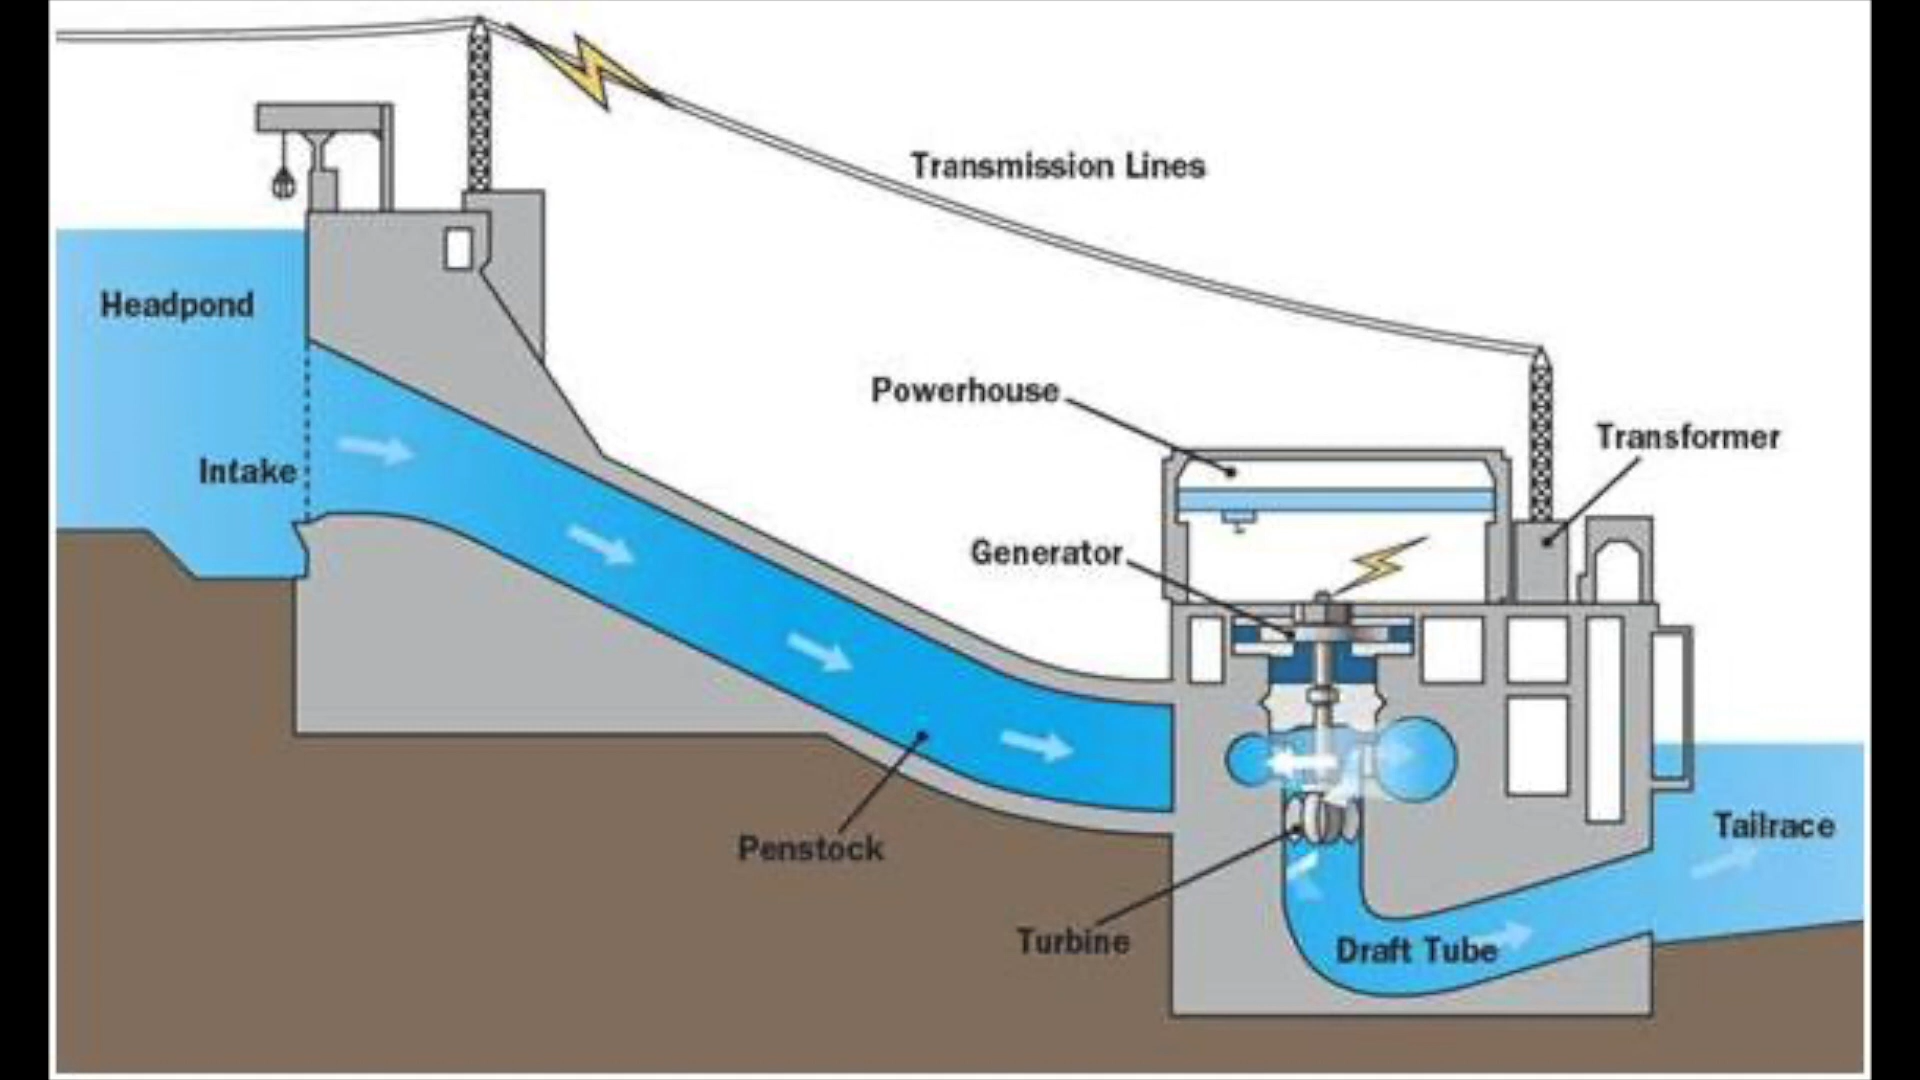 Transmission Lines
Headpond
Powerhouse
Transformer
Intake
Generator
Tailrace
Penstock
Turbine
Draft Tube